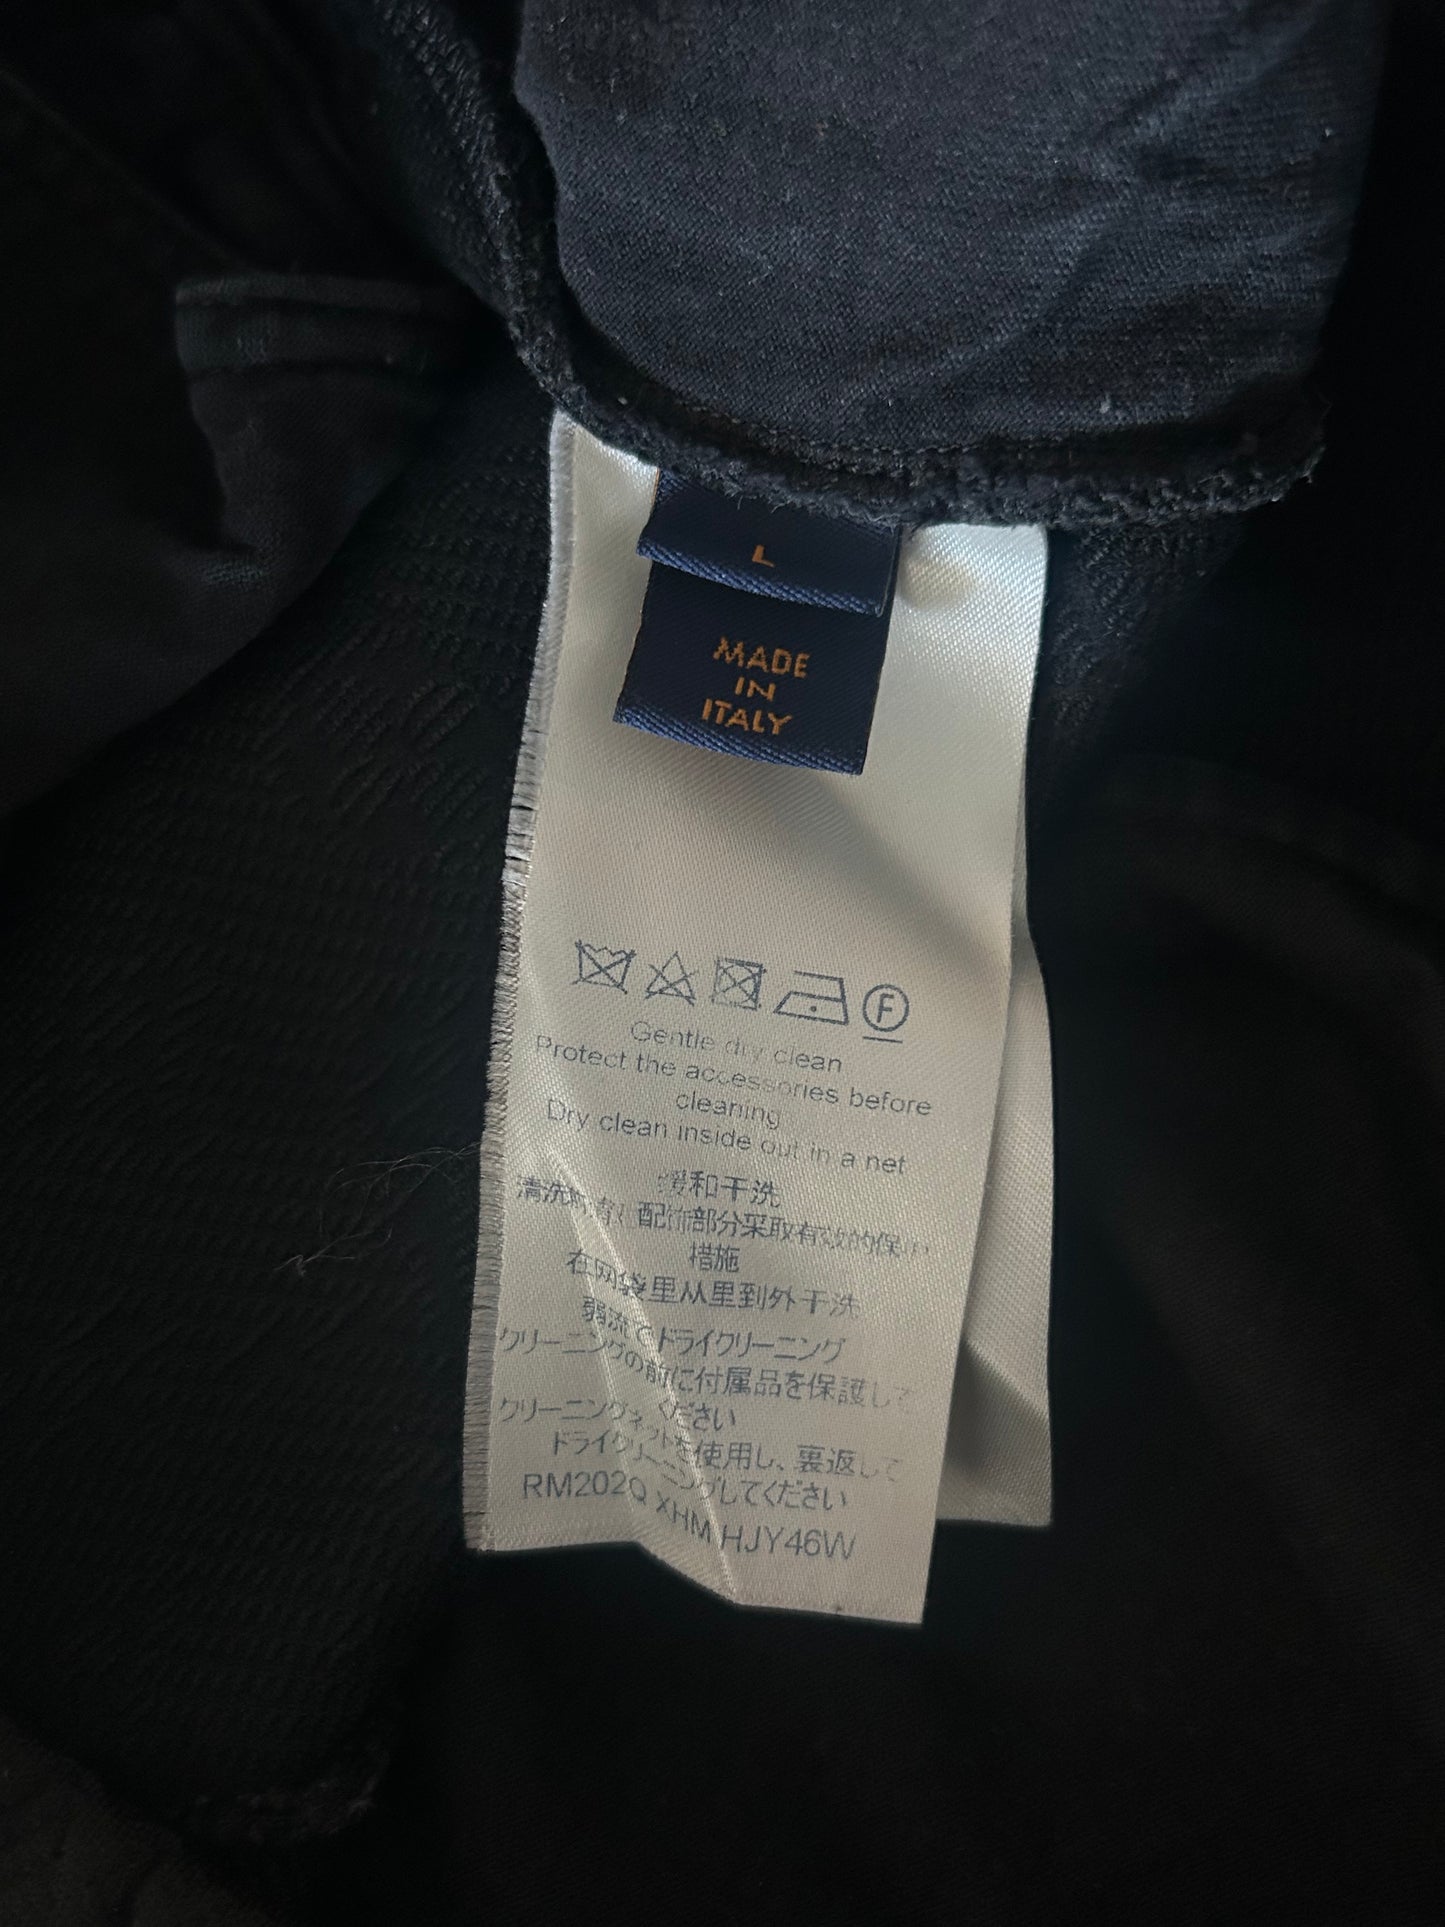 L
MADE
IN
ITALY
F
Gentle dry clean
Protect the accessories before
cleaning
Dry clean inside out in a net
缓和干洗
清洗 配饰部分采取有效的保
措施
在网袋里从里到外干洗
弱流でドライクリーニング
クリーニングの前に付属品を保護して
ください
クリーニングネットを使用し、裏返して
ドライクリーニングしてください
RM202Q XHM HJY46W